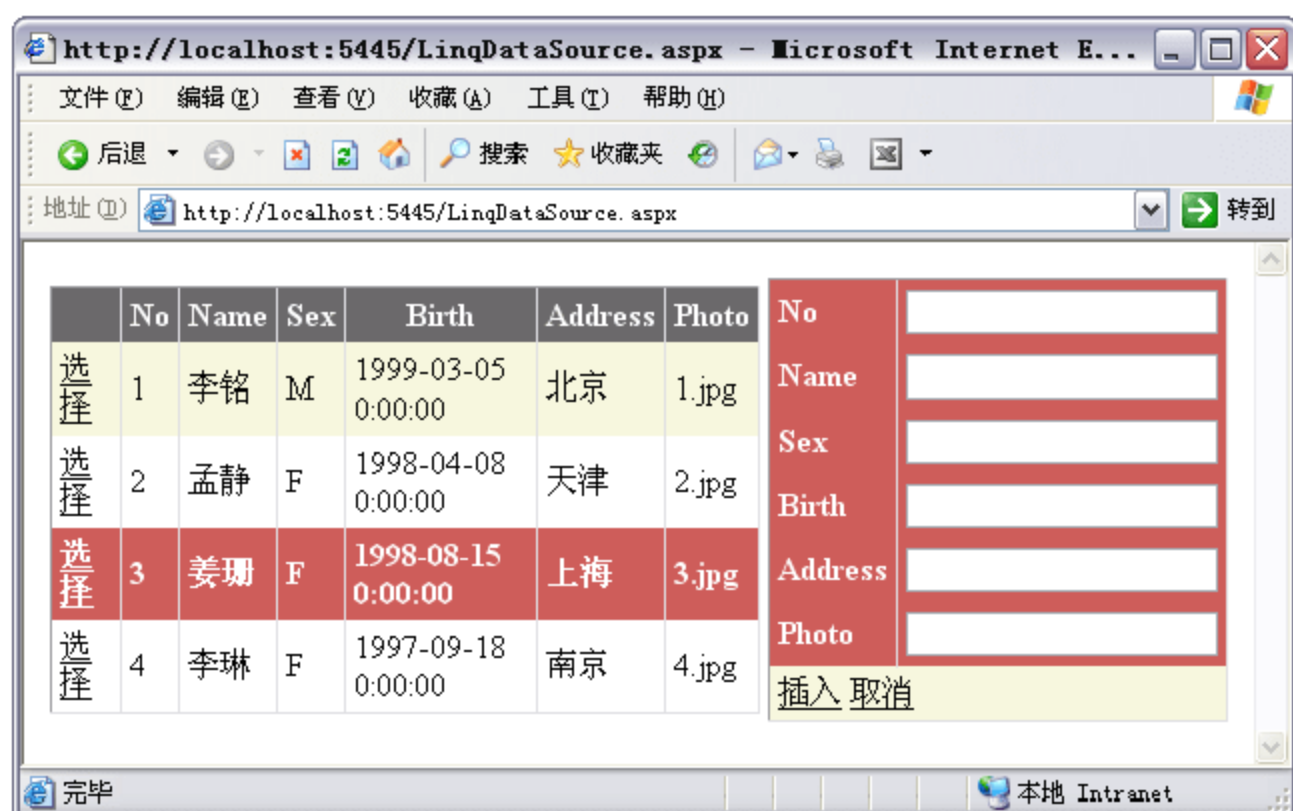 http://localhost:5445/LinqDataSource.aspx - Microsoft Internet E...
文件(F) 编辑(E) 查看(V) 收藏(A) 工具(T) 帮助(H)
后退 搜索 收藏夹
地址(D) http://localhost:5445/LinqDataSource.aspx 转到
No Name Sex Birth Address Photo
选择 1 李铭 M 1999-03-05 0:00:00 北京 1.jpg
选择 2 孟静 F 1998-04-08 0:00:00 天津 2.jpg
选择 3 姜珊 F 1998-08-15 0:00:00 上海 3.jpg
选择 4 李琳 F 1997-09-18 0:00:00 南京 4.jpg
No
Name
Sex
Birth
Address
Photo
插入 取消
完毕 本地 Intranet